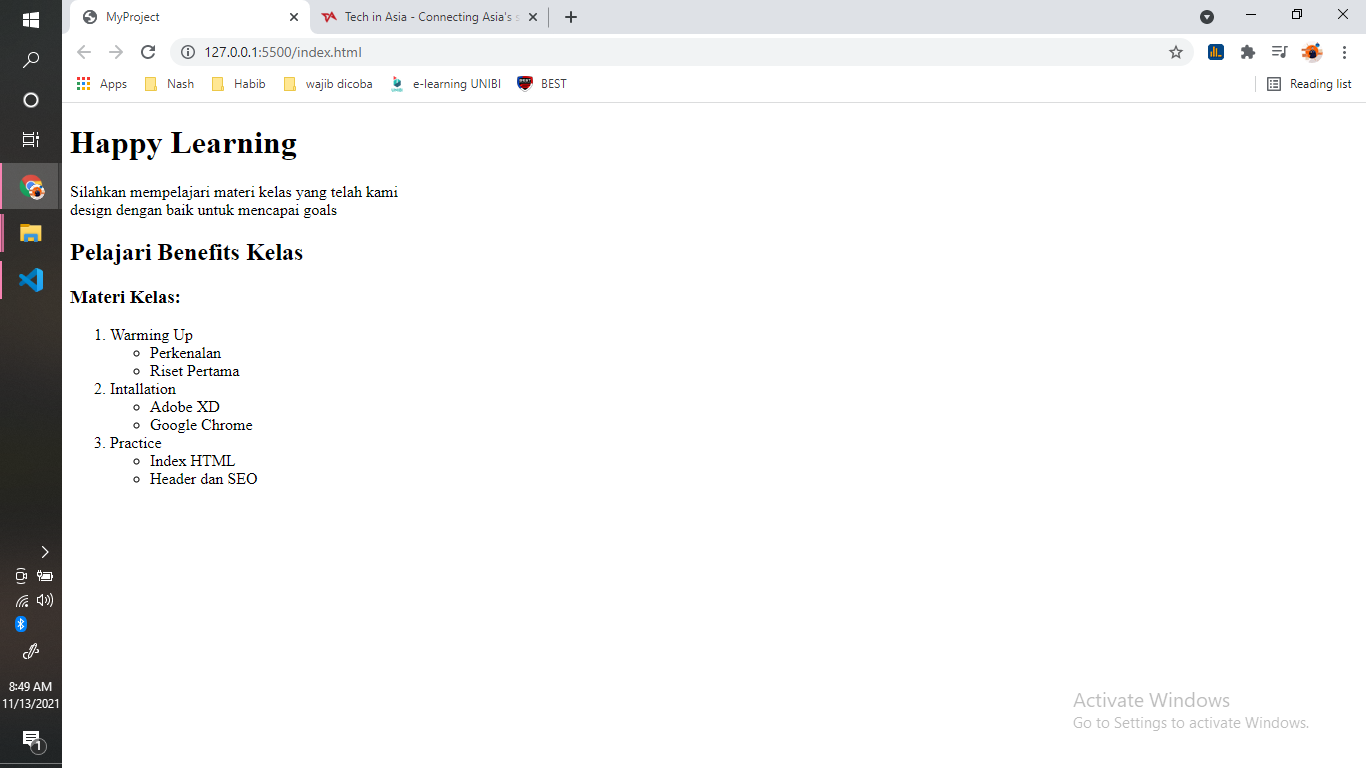 MyProject
Tech in Asia - Connecting Asia's s
127.0.0.1:5500/index.html
Apps Nash Habib wajib dicoba e-learning UNIBI BEST Reading list
Happy Learning
Silahkan mempelajari materi kelas yang telah kami
design dengan baik untuk mencapai goals
Pelajari Benefits Kelas
Materi Kelas:
1. Warming Up
Perkenalan
Riset Pertama
2. Intallation
Adobe XD
Google Chrome
3. Practice
Index HTML
Header dan SEO
8:49 AM
11/13/2021
1
Activate Windows
Go to Settings to activate Windows.